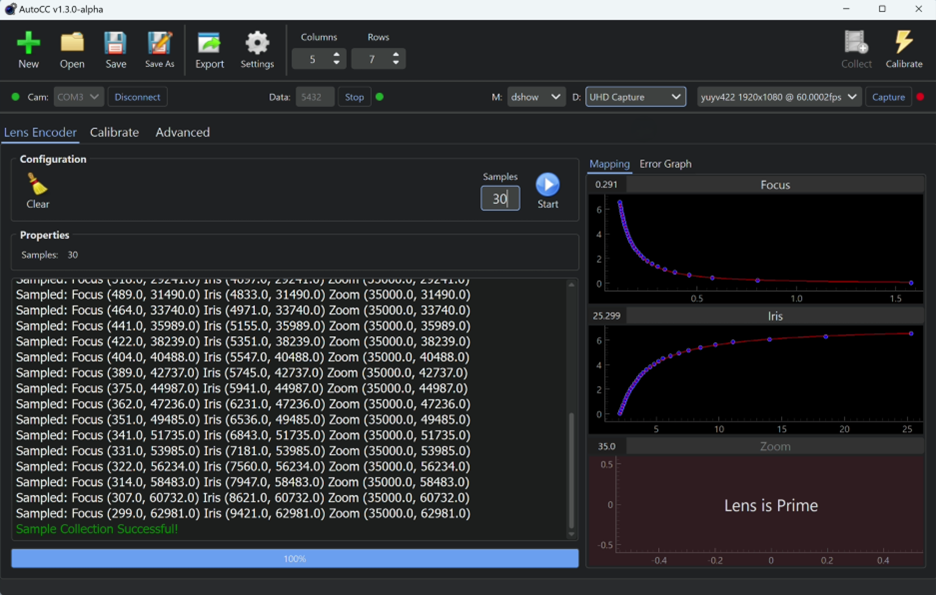 AutoCC v1.3.0-alpha
New Open Save Save As Export Settings Columns 5 Rows 7 Collect Calibrate
Cam: COM3 Disconnect Data: 5432 Stop M: dshow D: UHD Capture yuyv422 1920x1080 @ 60.0002fps Capture
Lens Encoder Calibrate Advanced
Configuration
Clear
Samples
30
Start
Properties
Samples: 30
Sampled: Focus (489.0, 31490.0) Iris (4833.0, 31490.0) Zoom (35000.0, 31490.0)
Sampled: Focus (464.0, 33740.0) Iris (4971.0, 33740.0) Zoom (35000.0, 33740.0)
Sampled: Focus (441.0, 35989.0) Iris (5155.0, 35989.0) Zoom (35000.0, 35989.0)
Sampled: Focus (422.0, 38239.0) Iris (5351.0, 38239.0) Zoom (35000.0, 38239.0)
Sampled: Focus (404.0, 40488.0) Iris (5547.0, 40488.0) Zoom (35000.0, 40488.0)
Sampled: Focus (389.0, 42737.0) Iris (5745.0, 42737.0) Zoom (35000.0, 42737.0)
Sampled: Focus (375.0, 44987.0) Iris (5941.0, 44987.0) Zoom (35000.0, 44987.0)
Sampled: Focus (362.0, 47236.0) Iris (6231.0, 47236.0) Zoom (35000.0, 47236.0)
Sampled: Focus (351.0, 49485.0) Iris (6536.0, 49485.0) Zoom (35000.0, 49485.0)
Sampled: Focus (341.0, 51735.0) Iris (6843.0, 51735.0) Zoom (35000.0, 51735.0)
Sampled: Focus (331.0, 53985.0) Iris (7181.0, 53985.0) Zoom (35000.0, 53985.0)
Sampled: Focus (322.0, 56234.0) Iris (7560.0, 56234.0) Zoom (35000.0, 56234.0)
Sampled: Focus (314.0, 58483.0) Iris (7947.0, 58483.0) Zoom (35000.0, 58483.0)
Sampled: Focus (307.0, 60732.0) Iris (8621.0, 60732.0) Zoom (35000.0, 60732.0)
Sampled: Focus (299.0, 62981.0) Iris (9421.0, 62981.0) Zoom (35000.0, 62981.0)
Sample Collection Successful!
100%
Mapping Error Graph
0.291 Focus
6
4
2
0
0.5 1.0 1.5
25.299 Iris
6
4
2
0
5 10 15 20 25
35.0 Zoom
0.5
0
-0.5
Lens is Prime
-0.4 -0.2 0 0.2 0.4